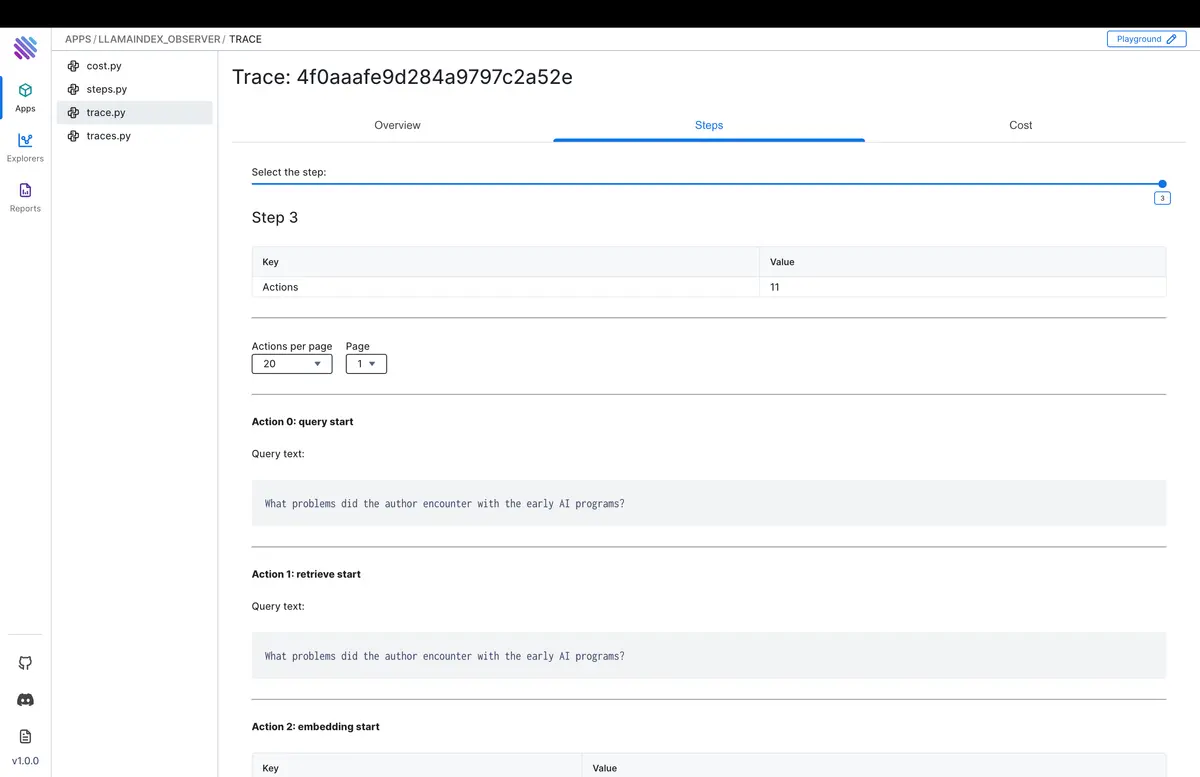 APPS / LLAMAINDEX_OBSERVER / TRACE
Playground
Apps
Explorers
Reports
v1.0.0
cost.py
steps.py
trace.py
traces.py
Trace: 4f0aaafe9d284a9797c2a52e
Overview Steps Cost
Select the step:
3
Step 3
Key Value
Actions 11
Actions per page Page
20 1
Action 0: query start
Query text:
What problems did the author encounter with the early AI programs?
Action 1: retrieve start
Query text:
What problems did the author encounter with the early AI programs?
Action 2: embedding start
Key Value